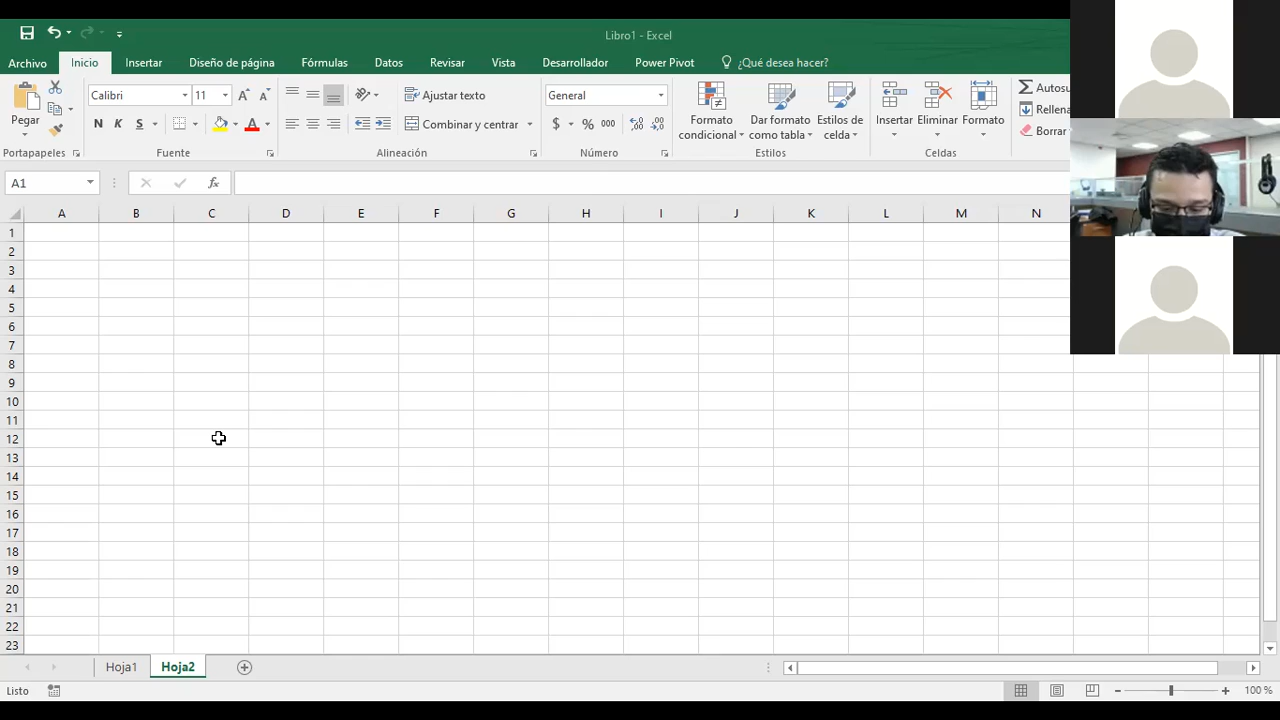 Libro1 - Excel
Archivo Inicio Insertar Diseño de página Fórmulas Datos Revisar Vista Desarrollador Power Pivot ¿Qué desea hacer?
Pegar
Calibri 11
N K S
Ajustar texto
Combinar y centrar
General
$ % 000
Formato condicional
Dar formato como tabla
Estilos de celda
Insertar Eliminar Formato
Autosu
Rellena
Borrar
Portapapeles Fuente Alineación Número Estilos Celdas
A1 fx
A B C D E F G H I J K L M N
1
2
3
4
5
6
7
8
9
10
11
12
13
14
15
16
17
18
19
20
21
22
23
Hoja1 Hoja2
Listo 100 %